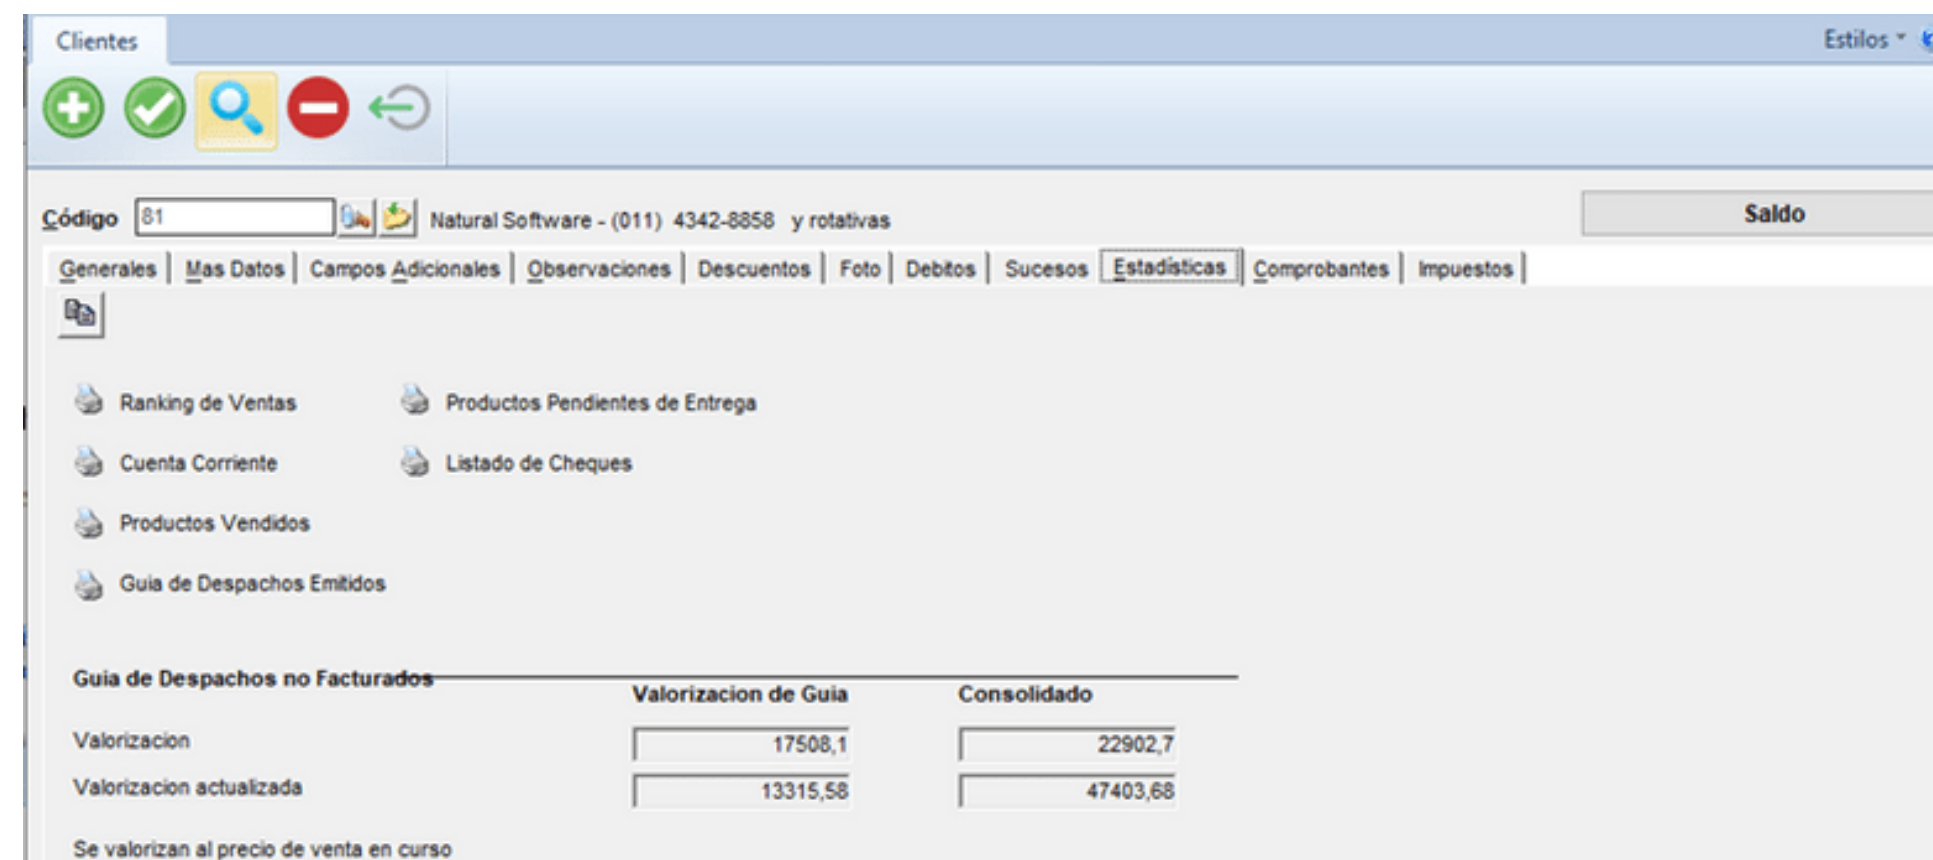 Clientes
Estilos
Código 81 Natural Software - (011) 4342-8858 y rotativas Saldo
Generales Mas Datos Campos Adicionales Observaciones Descuentos Foto Debitos Sucesos Estadísticas Comprobantes Impuestos
Ranking de Ventas Productos Pendientes de Entrega
Cuenta Corriente Listado de Cheques
Productos Vendidos
Guia de Despachos Emitidos
Guia de Despachos no Facturados
Valorizacion de Guia Consolidado
Valorizacion 17508,1 22902,7
Valorizacion actualizada 13315,58 47403,68
Se valorizan al precio de venta en curso